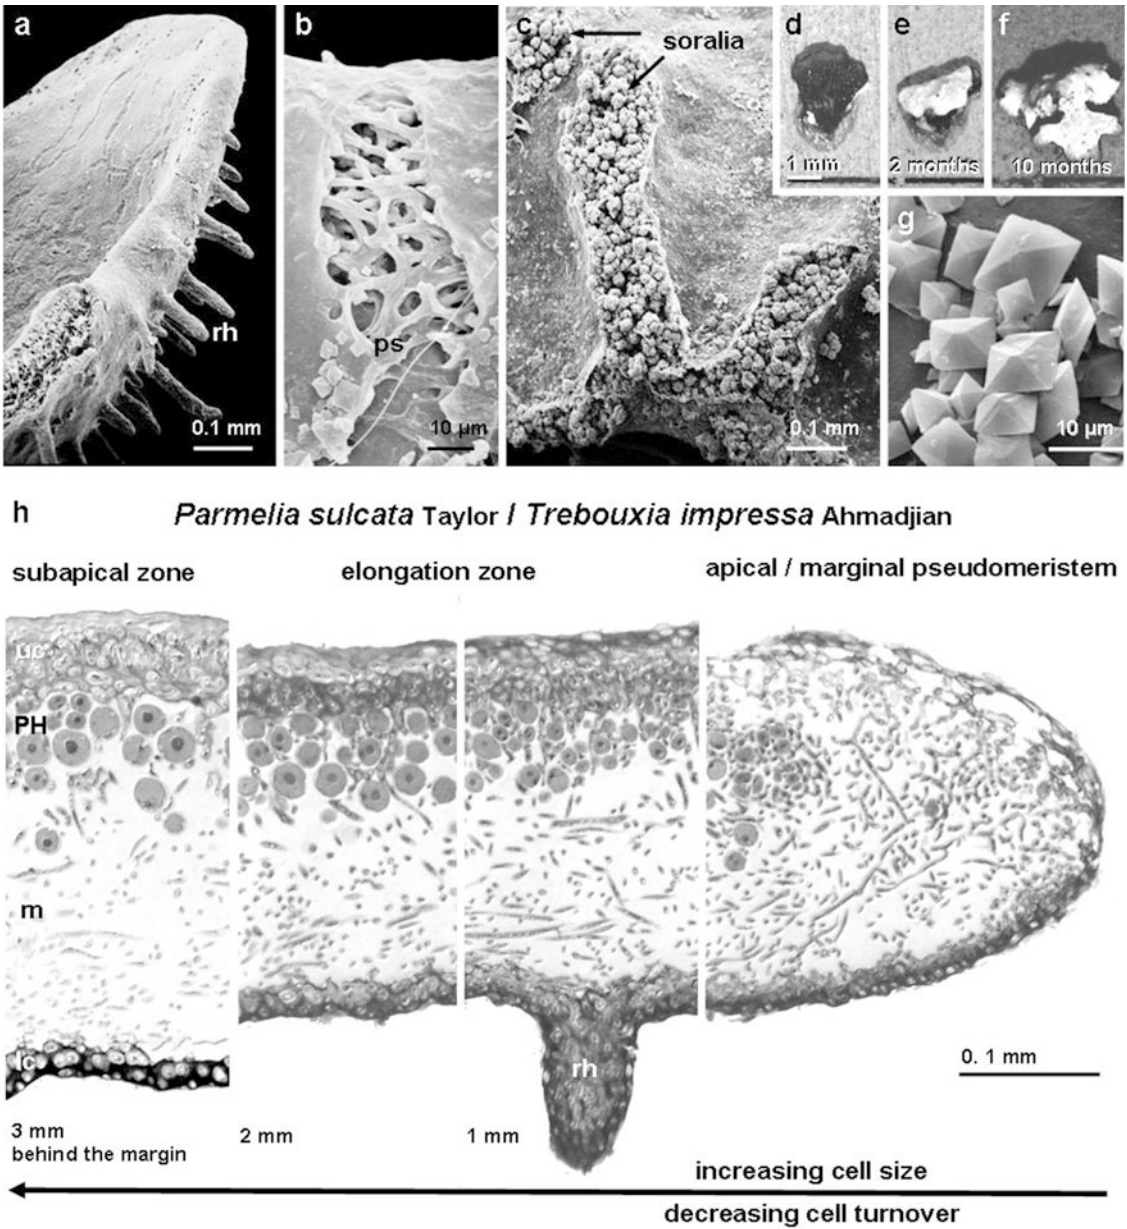 a
b
c
d
e
f
soralia
1 mm
2 months
10 months
g
rh
ps
0.1 mm
10 µm
0.1 mm
10 µm
h
Parmelia sulcata Taylor / Trebouxia impressa Ahmadjian
subapical zone
elongation zone
apical / marginal pseudomeristem
uc
PH
m
lc
rh
0. 1 mm
3 mm
behind the margin
2 mm
1 mm
increasing cell size
decreasing cell turnover